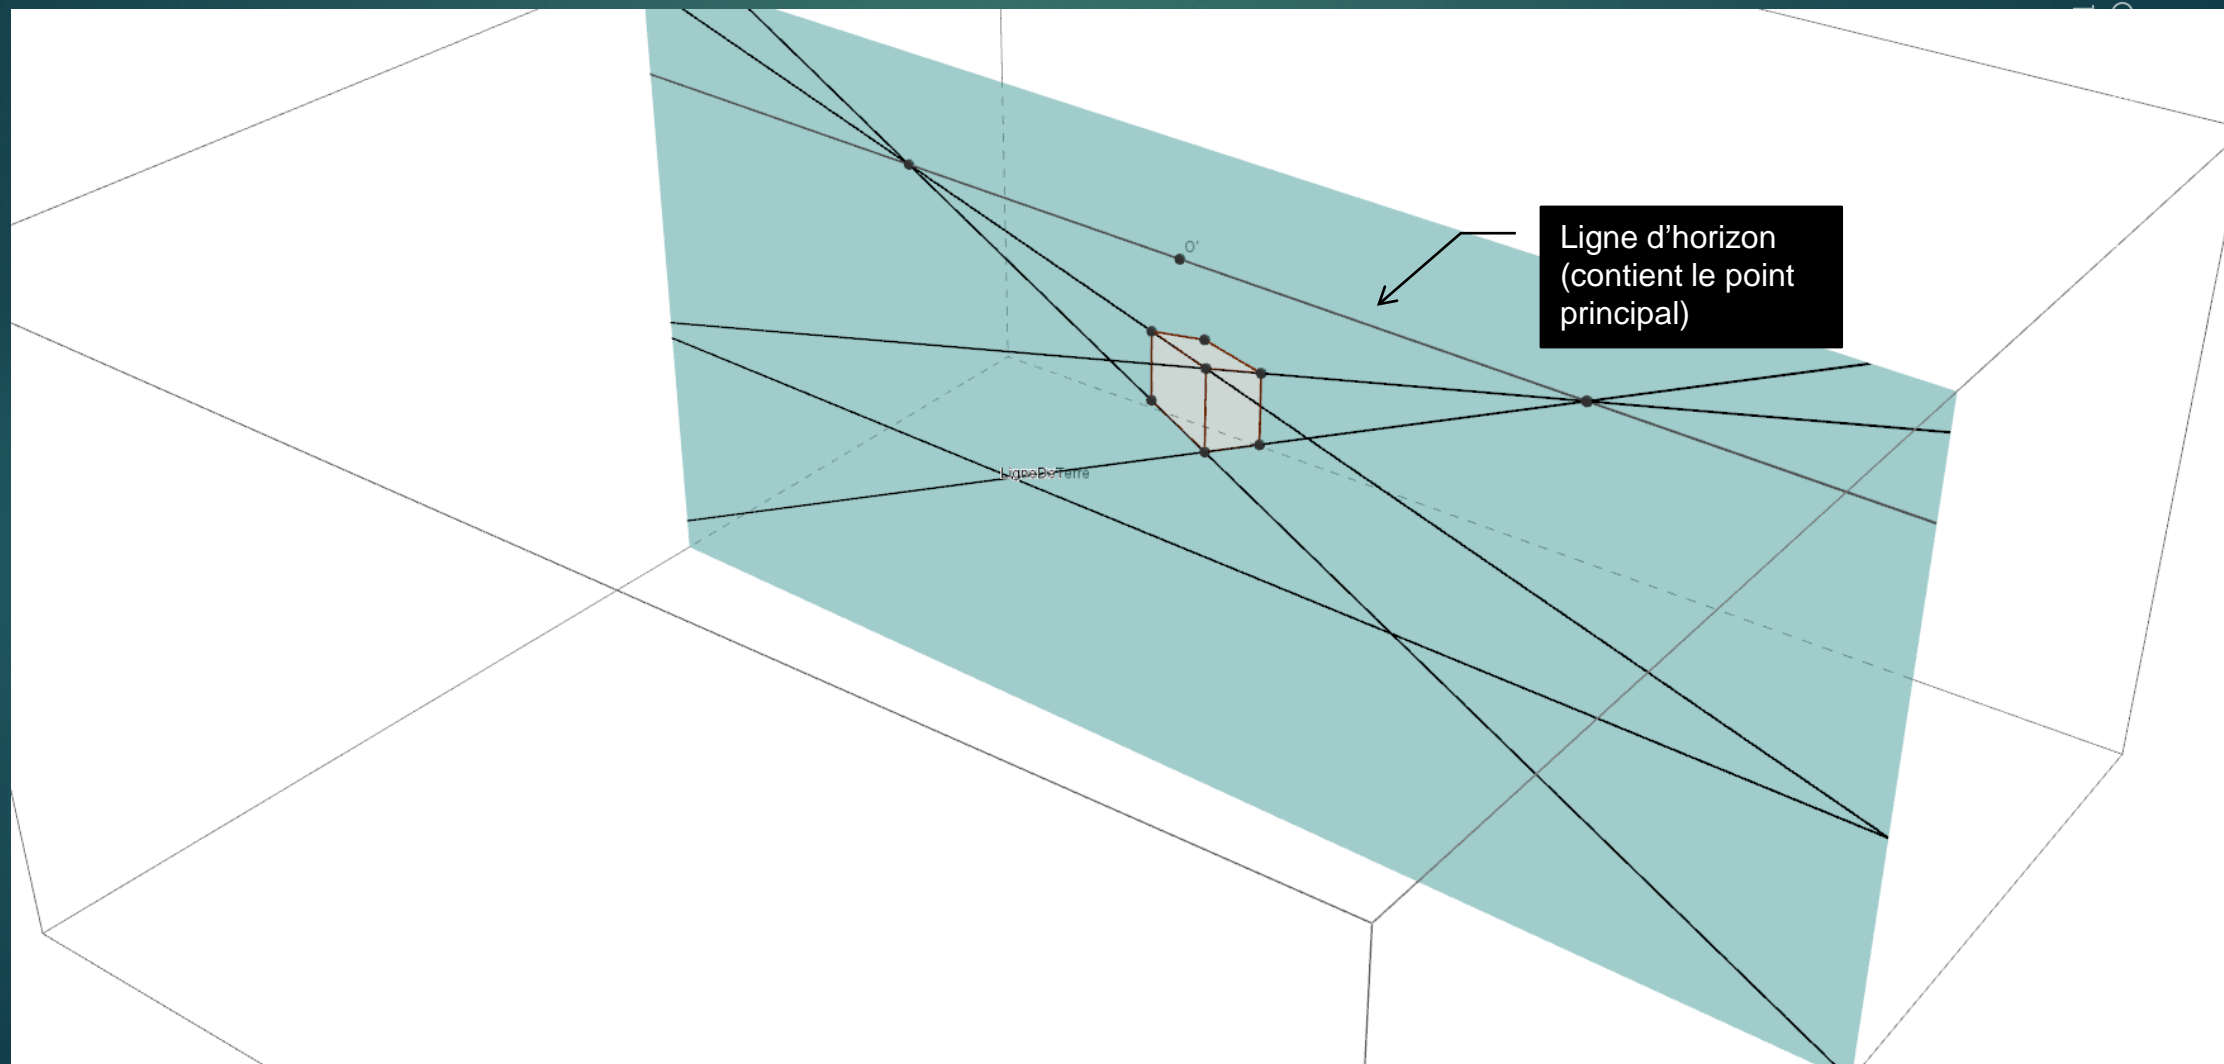 O'
Ligne d’horizon
(contient le point
principal)
LigneDeTerre